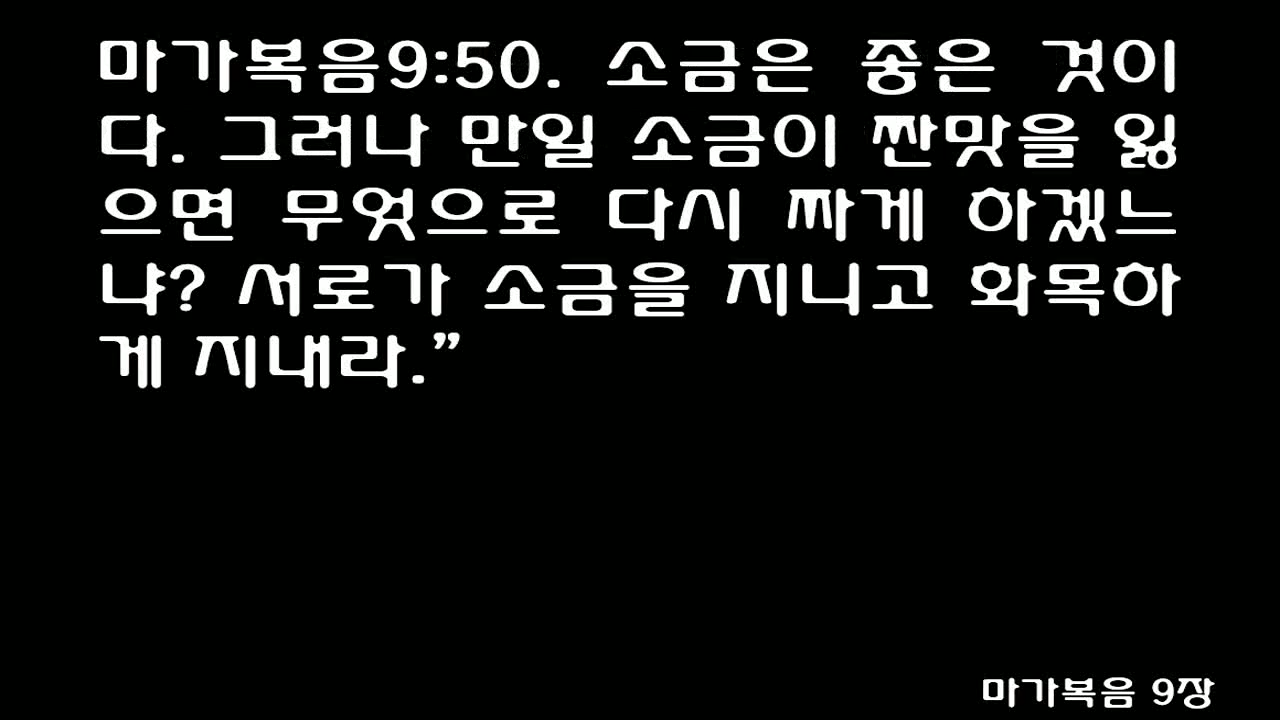 마가복음9:50. 소금은 좋은 것이
다. 그러나 만일 소금이 짠맛을 잃
으면 무엇으로 다시 짜게 하겠느
냐? 서로가 소금을 지니고 화목하
게 지내라.”
마가복음 9장